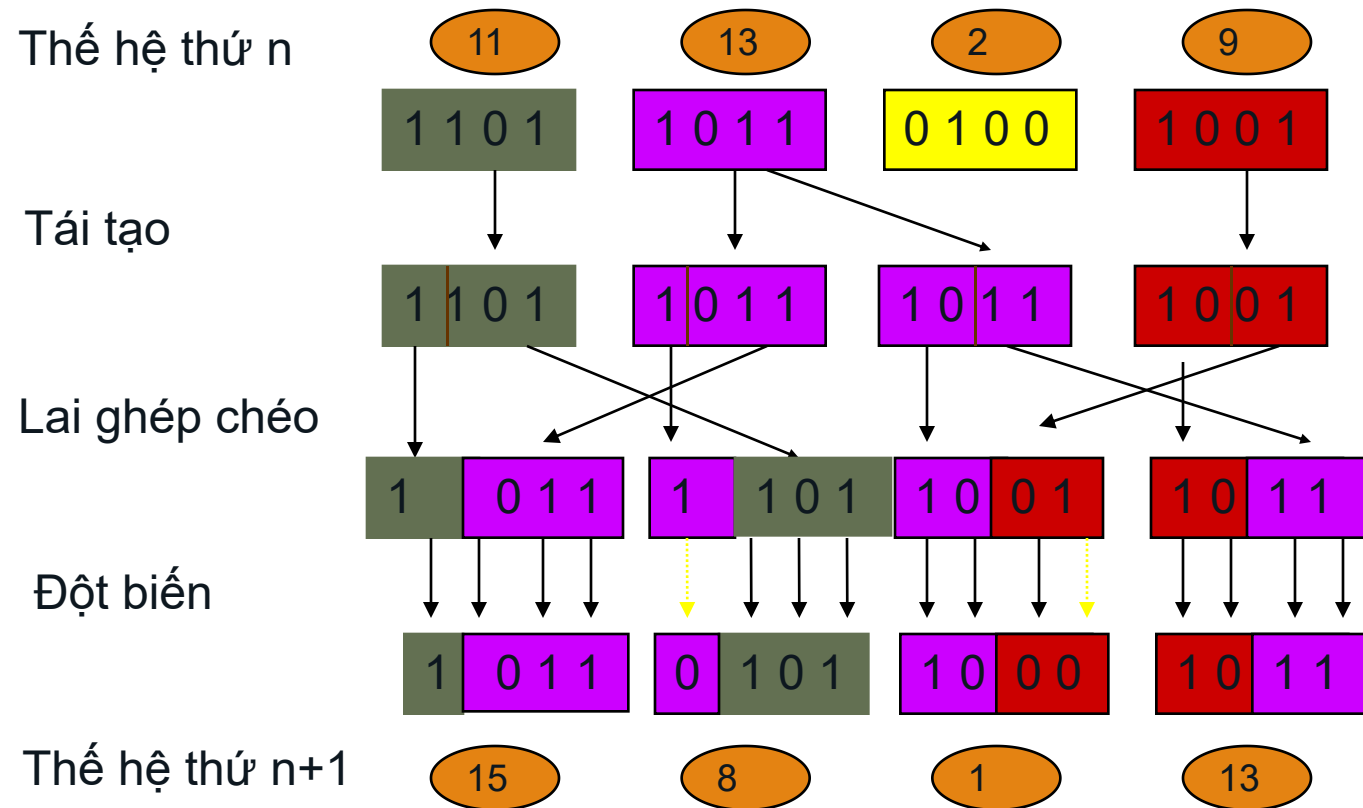 Thế hệ thứ n 11 13 2 9
1 1 0 1 1 0 1 1 0 1 0 0 1 0 0 1
Tái tạo
1 1 0 1 1 0 1 1 1 0 1 1 1 0 0 1
Lai ghép chéo
1 0 1 1 1 1 0 1 1 0 0 1 1 0 1 1
Đột biến
1 0 1 1 0 1 0 1 1 0 0 0 1 0 1 1
Thế hệ thứ n+1 15 8 1 13